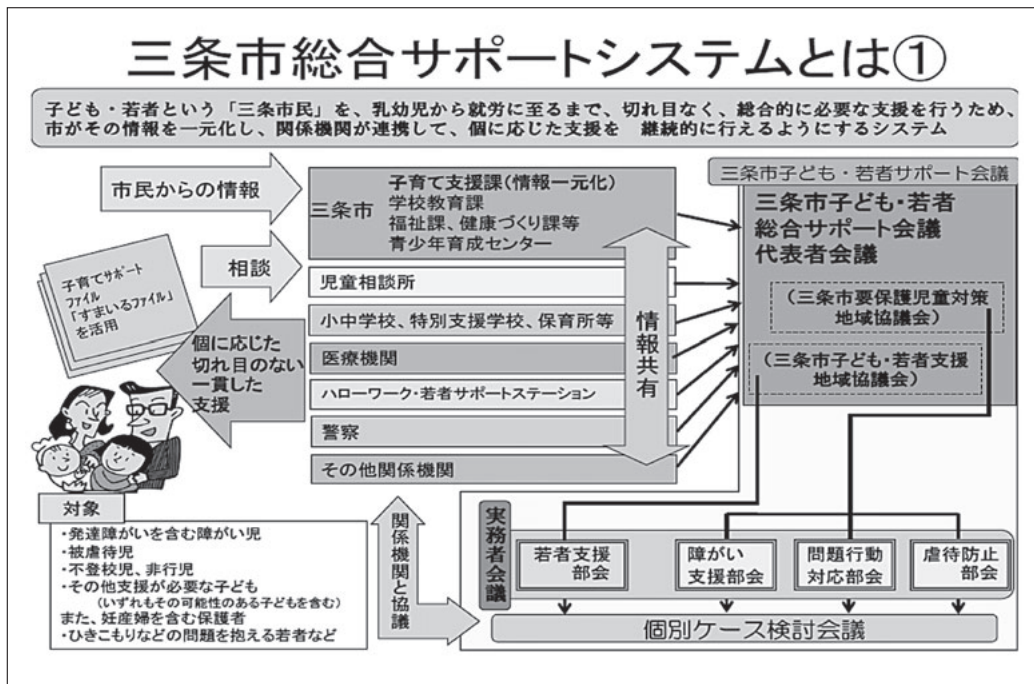 三条市総合サポートシステムとは①
子ども・若者という「三条市民」を、乳幼児から就労に至るまで、切れ目なく、総合的に必要な支援を行うため、
市がその情報を一元化し、関係機関が連携して、個に応じた支援を 継続的に行えるようにするシステム
市民からの情報
相談
子育てサポート
ファイル
「すまいるファイル」
を活用
個に応じた
切れ目のない
一貫した
支援
三条市
子育て支援課(情報一元化)
学校教育課
福祉課、健康づくり課等
青少年育成センター
児童相談所
小中学校、特別支援学校、保育所等
医療機関
ハローワーク・若者サポートステーション
警察
その他関係機関
情報共有
三条市子ども・若者サポート会議
三条市子ども・若者
総合サポート会議
代表者会議
(三条市要保護児童対策
地域協議会)
(三条市子ども・若者支援
地域協議会)
対象
・発達障がいを含む障がい児
・被虐待児
・不登校児、非行児
・その他支援が必要な子ども
(いずれもその可能性のある子どもを含む)
また、妊産婦を含む保護者
・ひきこもりなどの問題を抱える若者など
関係機関と協議
実務者会議
若者支援
部会
障がい
支援部会
問題行動
対応部会
虐待防止
部会
個別ケース検討会議